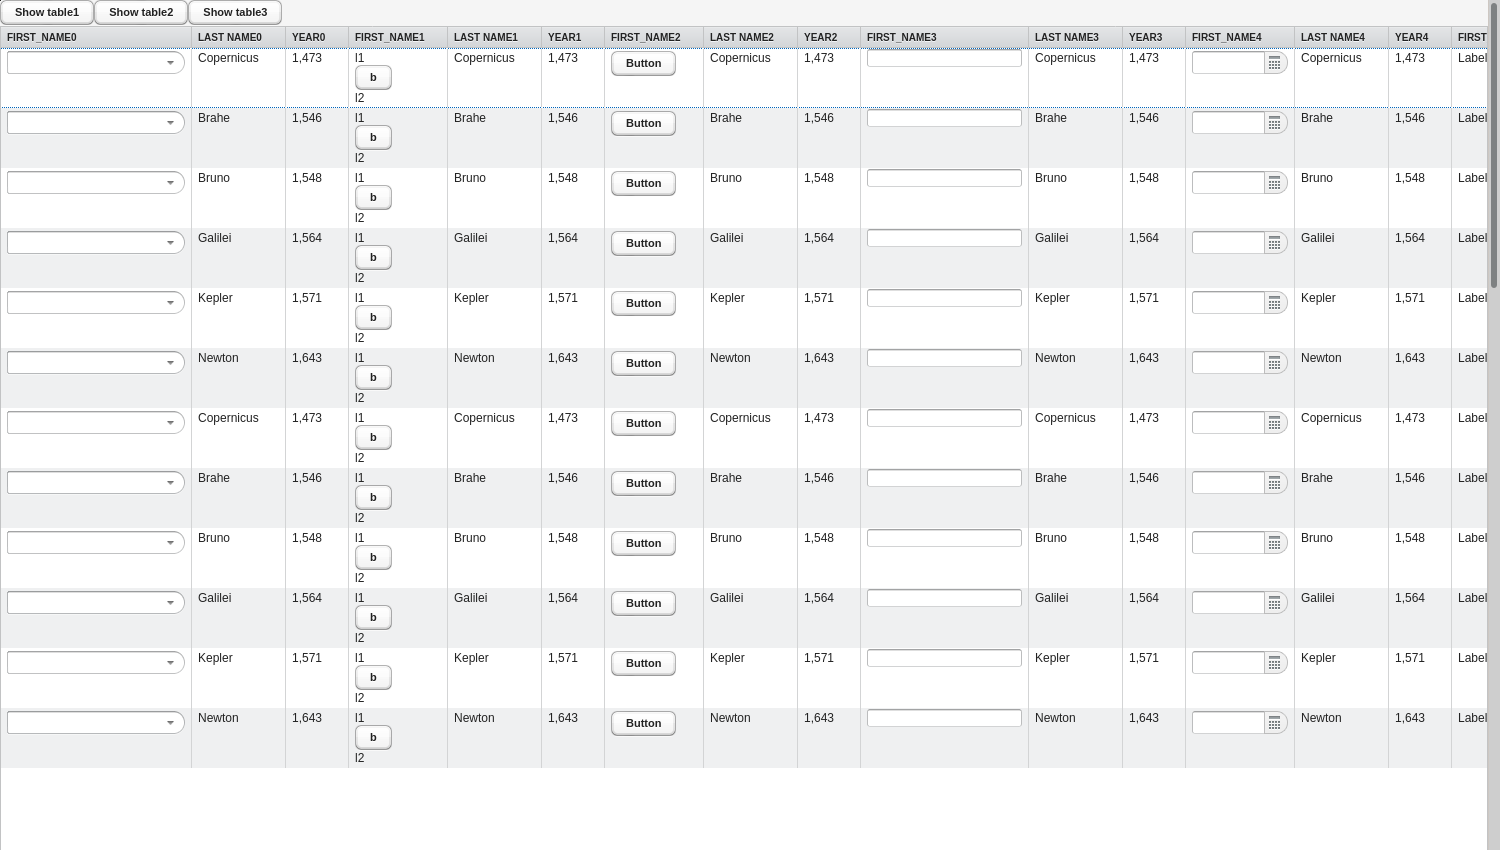 Show table1 Show table2 Show table3
FIRST_NAME0 LAST NAME0 YEAR0 FIRST_NAME1 LAST NAME1 YEAR1 FIRST_NAME2 LAST NAME2 YEAR2 FIRST_NAME3 LAST NAME3 YEAR3 FIRST_NAME4 LAST NAME4 YEAR4 FIRST
Copernicus 1,473 l1 Copernicus 1,473 Button Copernicus 1,473 Copernicus 1,473 Copernicus 1,473 Label
b
l2
Brahe 1,546 l1 Brahe 1,546 Button Brahe 1,546 Brahe 1,546 Brahe 1,546 Label
b
l2
Bruno 1,548 l1 Bruno 1,548 Button Bruno 1,548 Bruno 1,548 Bruno 1,548 Label
b
l2
Galilei 1,564 l1 Galilei 1,564 Button Galilei 1,564 Galilei 1,564 Galilei 1,564 Label
b
l2
Kepler 1,571 l1 Kepler 1,571 Button Kepler 1,571 Kepler 1,571 Kepler 1,571 Label
b
l2
Newton 1,643 l1 Newton 1,643 Button Newton 1,643 Newton 1,643 Newton 1,643 Label
b
l2
Copernicus 1,473 l1 Copernicus 1,473 Button Copernicus 1,473 Copernicus 1,473 Copernicus 1,473 Label
b
l2
Brahe 1,546 l1 Brahe 1,546 Button Brahe 1,546 Brahe 1,546 Brahe 1,546 Label
b
l2
Bruno 1,548 l1 Bruno 1,548 Button Bruno 1,548 Bruno 1,548 Bruno 1,548 Label
b
l2
Galilei 1,564 l1 Galilei 1,564 Button Galilei 1,564 Galilei 1,564 Galilei 1,564 Label
b
l2
Kepler 1,571 l1 Kepler 1,571 Button Kepler 1,571 Kepler 1,571 Kepler 1,571 Label
b
l2
Newton 1,643 l1 Newton 1,643 Button Newton 1,643 Newton 1,643 Newton 1,643 Label
b
l2